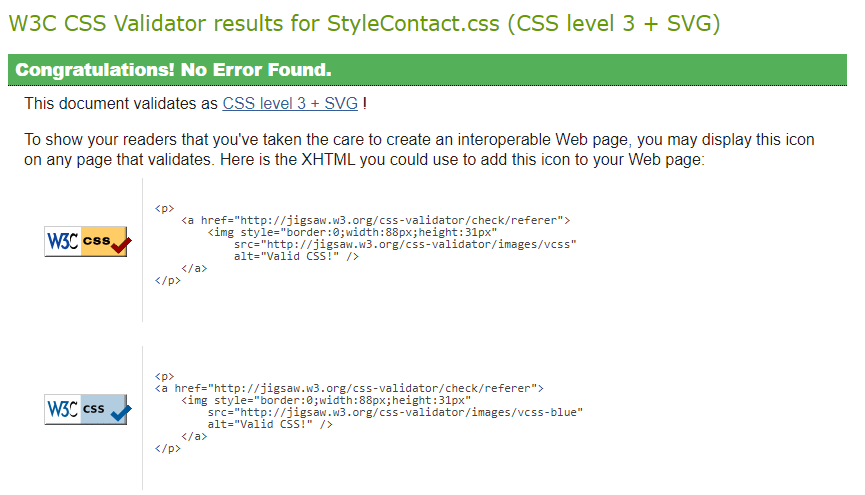 W3C CSS Validator results for StyleContact.css (CSS level 3 + SVG)
Congratulations! No Error Found.
This document validates as CSS level 3 + SVG !
To show your readers that you've taken the care to create an interoperable Web page, you may display this icon
on any page that validates. Here is the XHTML you could use to add this icon to your Web page:
W3C css
<p>
<a href="http://jigsaw.w3.org/css-validator/check/referer">
<img style="border:0;width:88px;height:31px"
src="http://jigsaw.w3.org/css-validator/images/vcss"
alt="Valid CSS!" />
</a>
</p>
W3C css
<p>
<a href="http://jigsaw.w3.org/css-validator/check/referer">
<img style="border:0;width:88px;height:31px"
src="http://jigsaw.w3.org/css-validator/images/vcss-blue"
alt="Valid CSS!" />
</a>
</p>